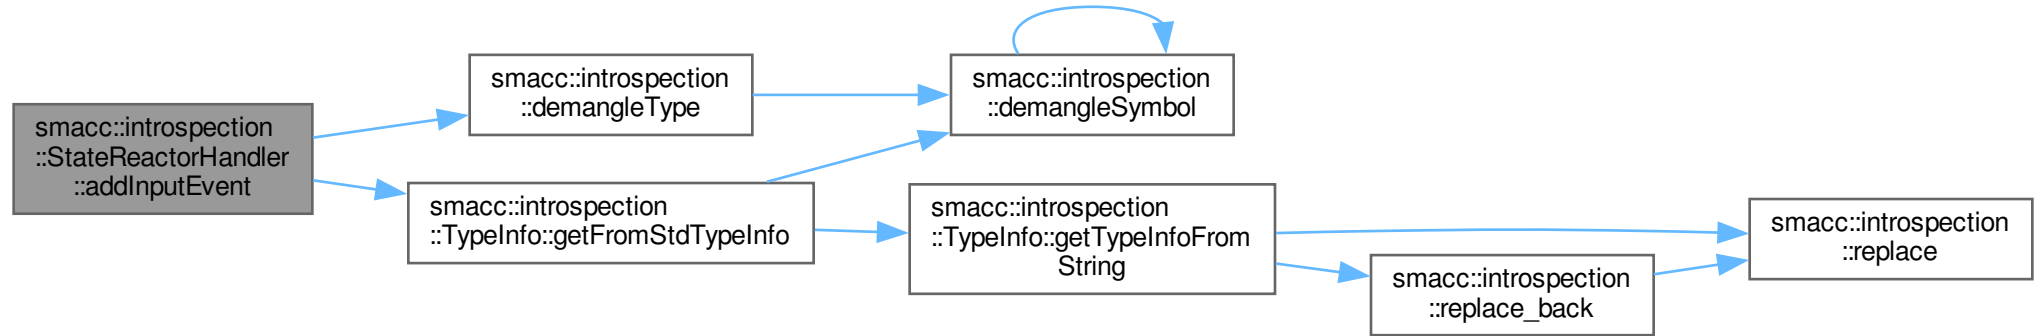 smacc::introspection
::StateReactorHandler
::addInputEvent
smacc::introspection
::demangleType
smacc::introspection
::demangleSymbol
smacc::introspection
::TypeInfo::getFromStdTypeInfo
smacc::introspection
::TypeInfo::getTypeInfoFrom
String
smacc::introspection
::replace_back
smacc::introspection
::replace